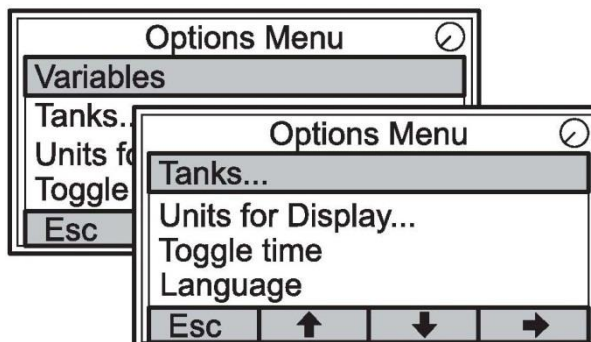 Options Menu
Variables
Tanks..
Units fo
Toggle
Esc
Options Menu
Tanks...
Units for Display...
Toggle time
Language
Esc